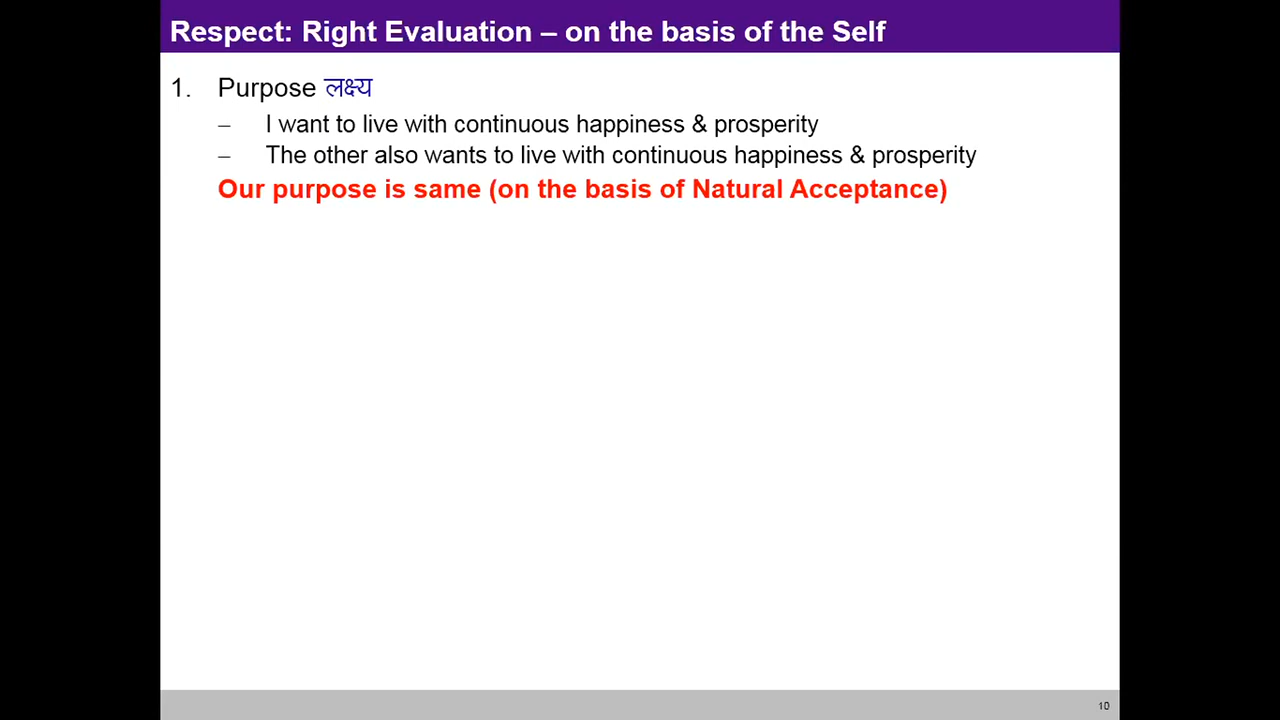 Respect: Right Evaluation – on the basis of the Self
1. Purpose लक्ष्य
– I want to live with continuous happiness & prosperity
– The other also wants to live with continuous happiness & prosperity
Our purpose is same (on the basis of Natural Acceptance)
10